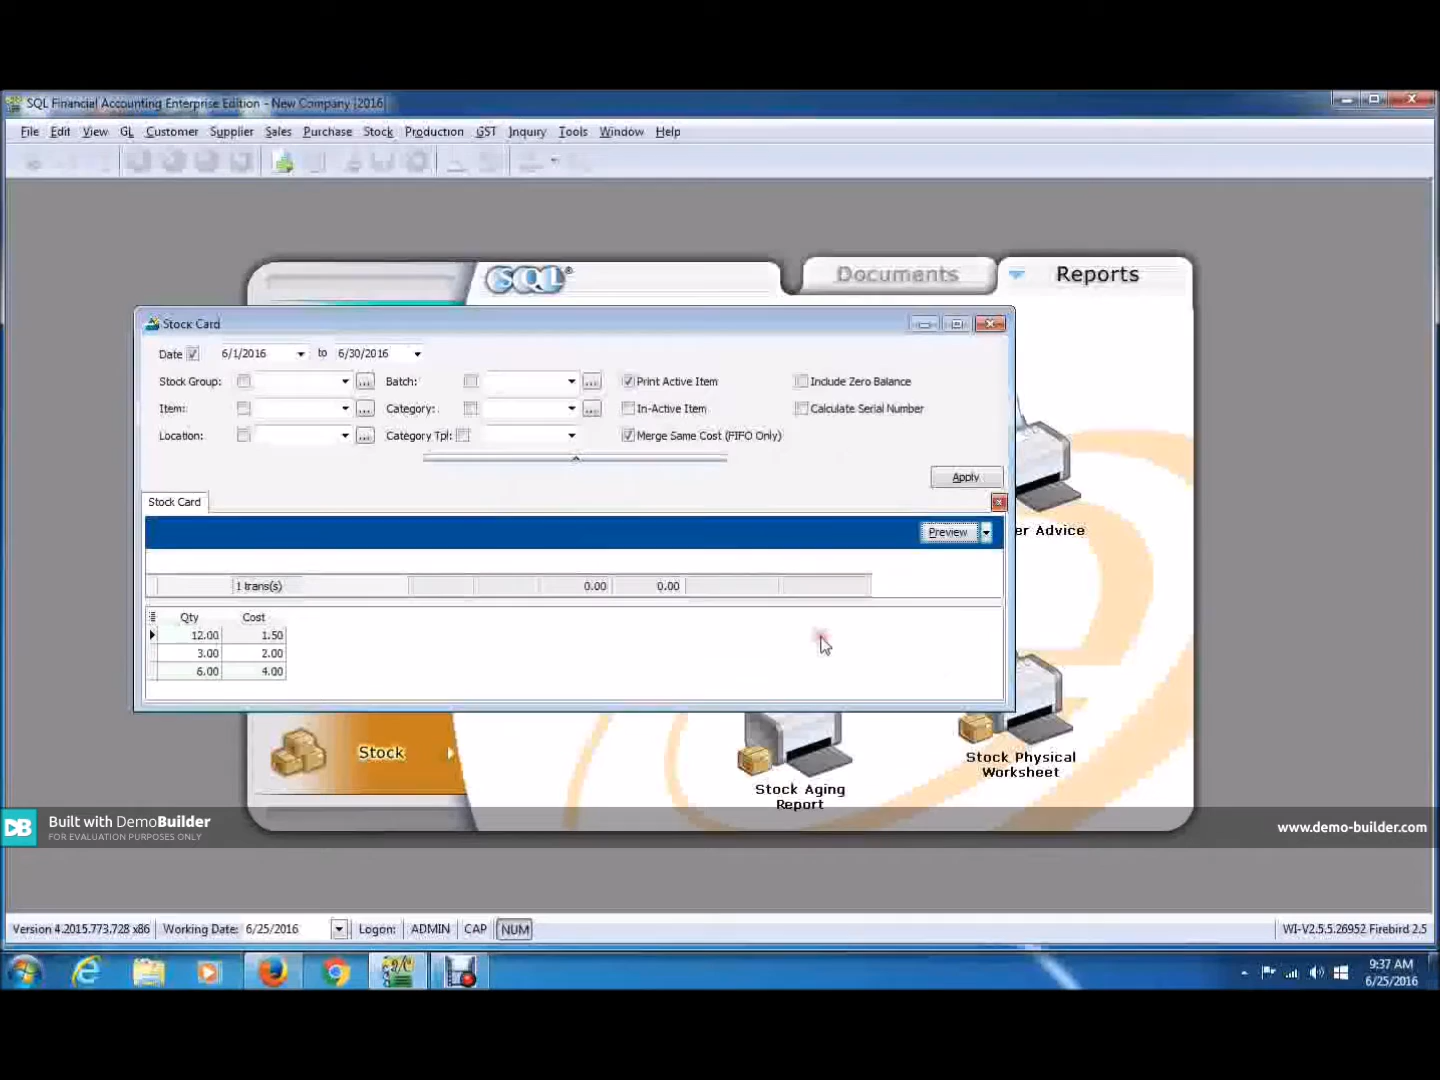 SQL Financial Accounting Enterprise Edition - New Company [2016]
File Edit View GL Customer Supplier Sales Purchase Stock Production GST Inquiry Tools Window Help
SQL®
Documents
Reports
Stock Card
Date 6/1/2016 to 6/30/2016
Stock Group: ... Batch: ... Print Active Item Include Zero Balance
Item: ... Category: ... In-Active Item Calculate Serial Number
Location: ... Category Tpl: Merge Same Cost (FIFO Only)
Apply
Stock Card
Preview
er Advice
1 trans(s) 0.00 0.00
Qty Cost
12.00 1.50
3.00 2.00
6.00 4.00
Stock
Stock Physical
Worksheet
Stock Aging
Report
DB Built with DemoBuilder
FOR EVALUATION PURPOSES ONLY
www.demo-builder.com
Version 4.2015.773.728 x86 Working Date: 6/25/2016 Logon: ADMIN CAP NUM WI-V2.5.5.26952 Firebird 2.5
9:37 AM
6/25/2016